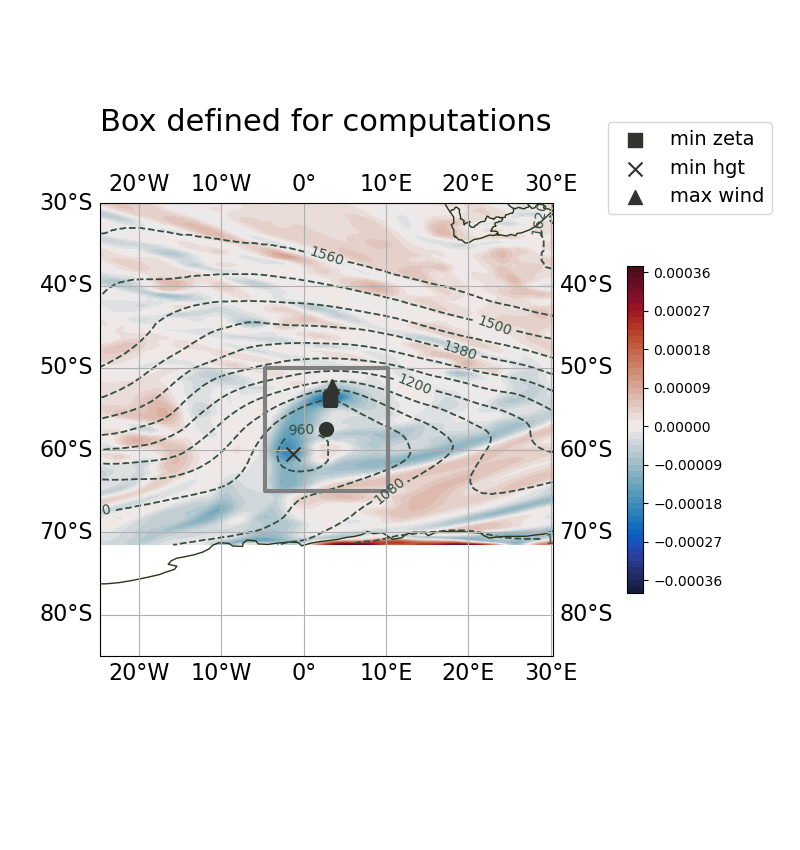 Box defined for computations
min zeta
min hgt
max wind
20°W 10°W 0° 10°E 20°E 30°E
30°S
40°S 40°S
50°S 50°S
60°S 60°S
70°S 70°S
80°S 80°S
20°W 10°W 0° 10°E 20°E 30°E
1620
1560
1500
1380
1200
960
1080
0
0.00036
0.00027
0.00018
0.00009
0.00000
−0.00009
−0.00018
−0.00027
−0.00036